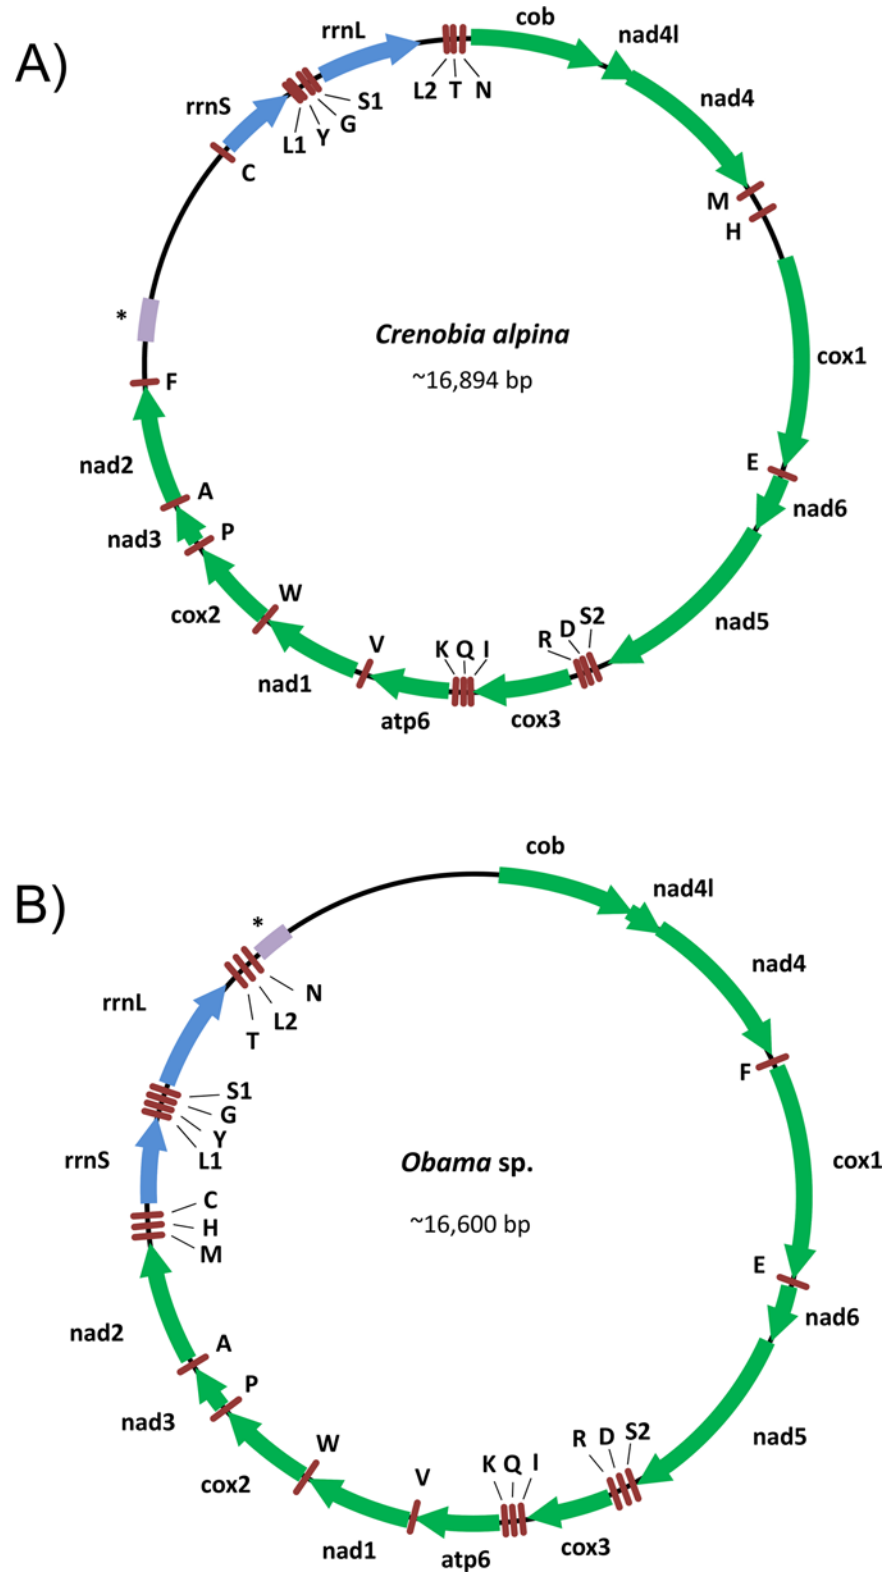 A)
cob
nad4l
nad4
rrnL
rrnS
L2 T N
S1
G
Y
L1
C
M
H
*
Crenobia alpina
~16,894 bp
cox1
F
E
nad2
A
nad6
nad3
P
cox2
W
nad5
S2
D
R
V
K Q I
nad1
atp6
cox3
B)
cob
nad4l
nad4
*
N
L2
T
rrnL
F
S1
G
Y
L1
rrnS
Obama sp.
~16,600 bp
cox1
C
H
M
E
nad2
A
nad6
nad3
P
cox2
W
nad5
S2
D
R
V
K Q I
nad1
atp6
cox3